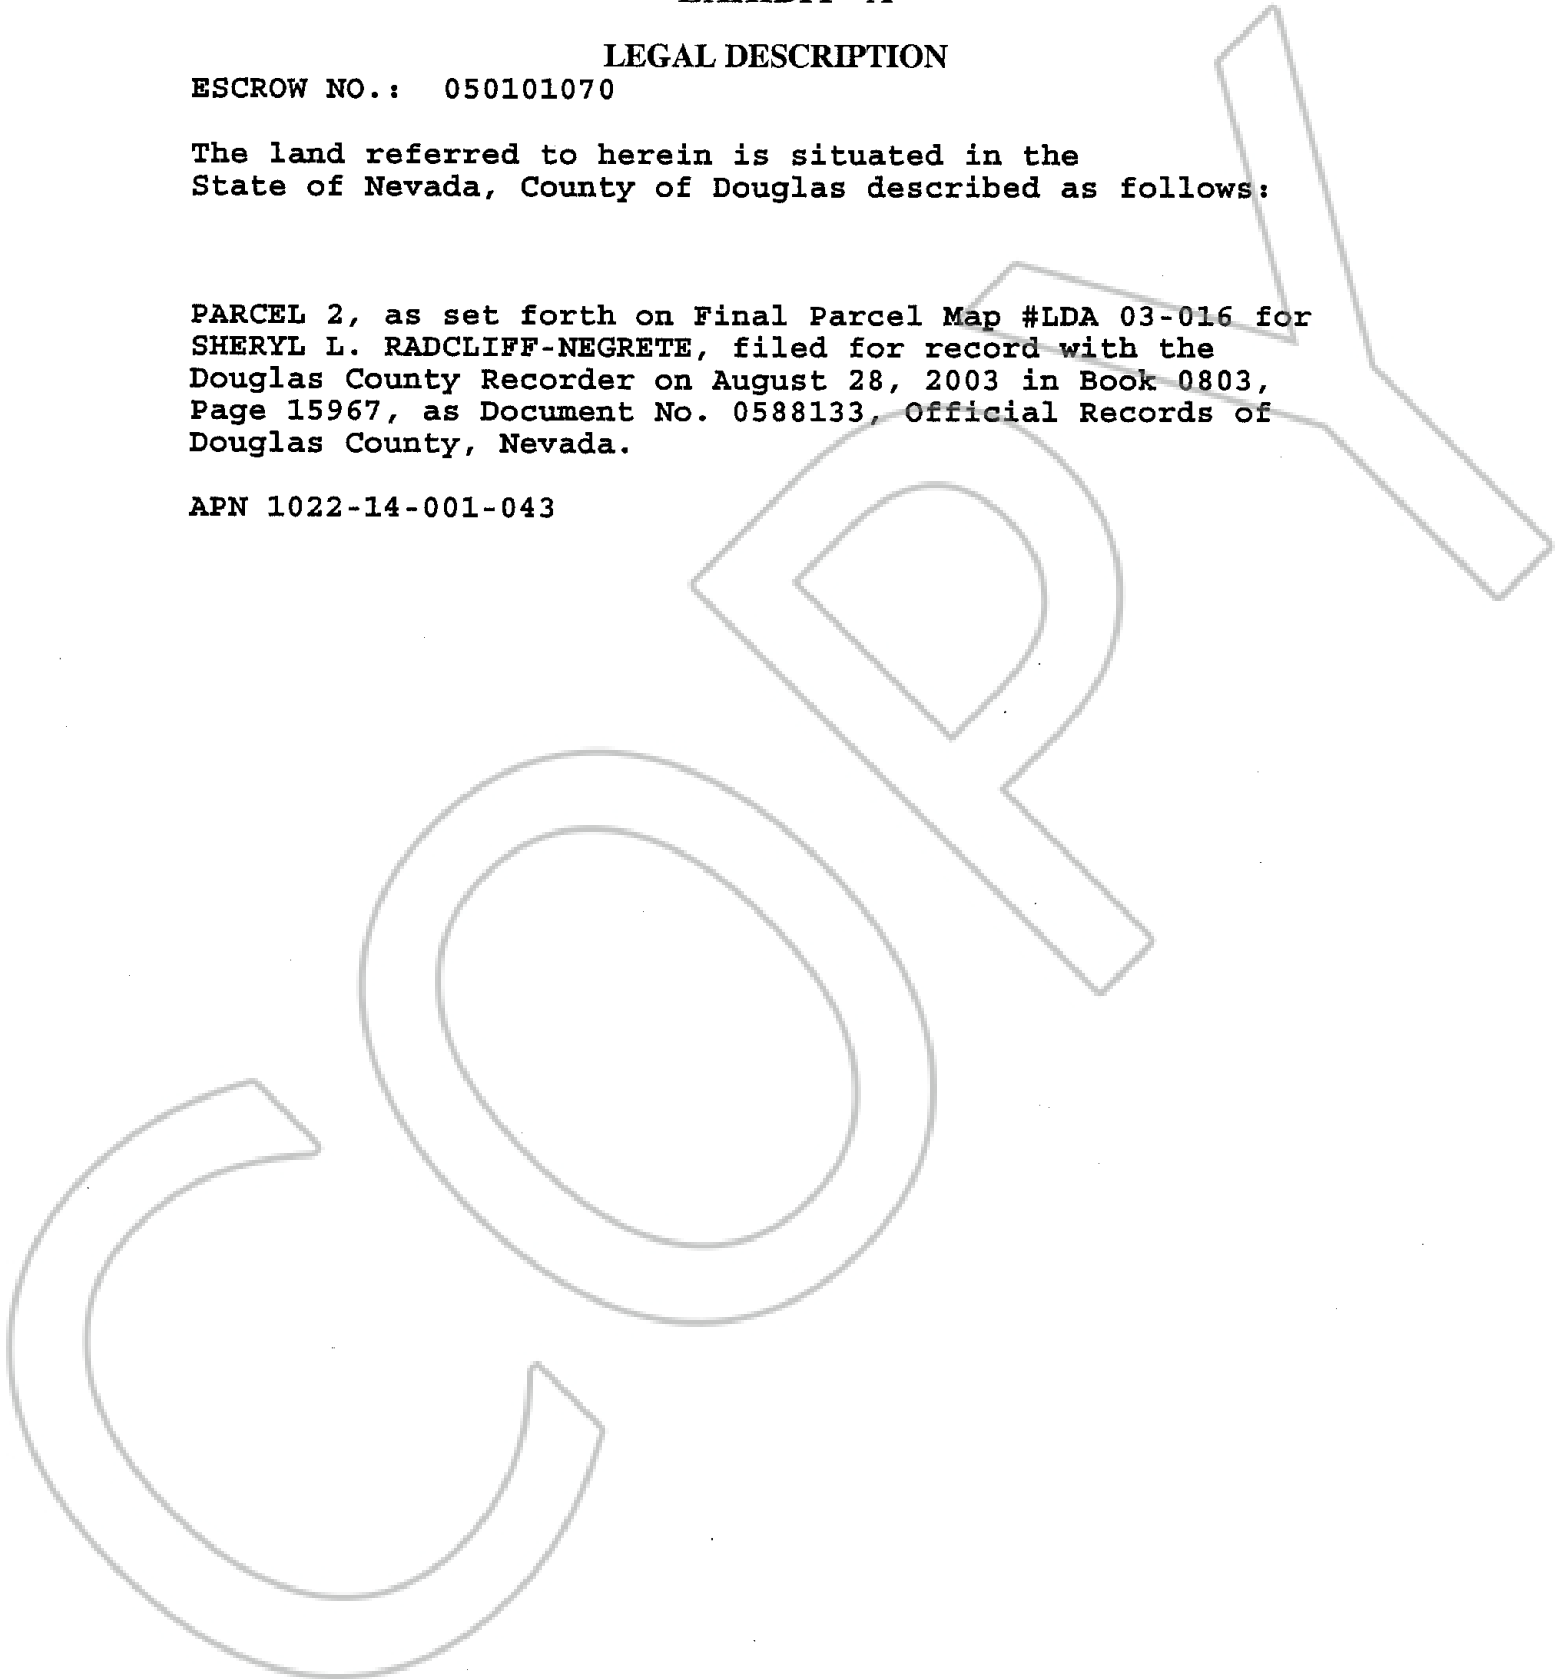 LEGAL DESCRIPTION
ESCROW NO.: 050101070
The land referred to herein is situated in the
State of Nevada, County of Douglas described as follows:
PARCEL 2, as set forth on Final Parcel Map #LDA 03-016 for
SHERYL L. RADCLIFF-NEGRETE, filed for record with the
Douglas County Recorder on August 28, 2003 in Book 0803,
Page 15967, as Document No. 0588133, Official Records of
Douglas County, Nevada.
APN 1022-14-001-043
COPY